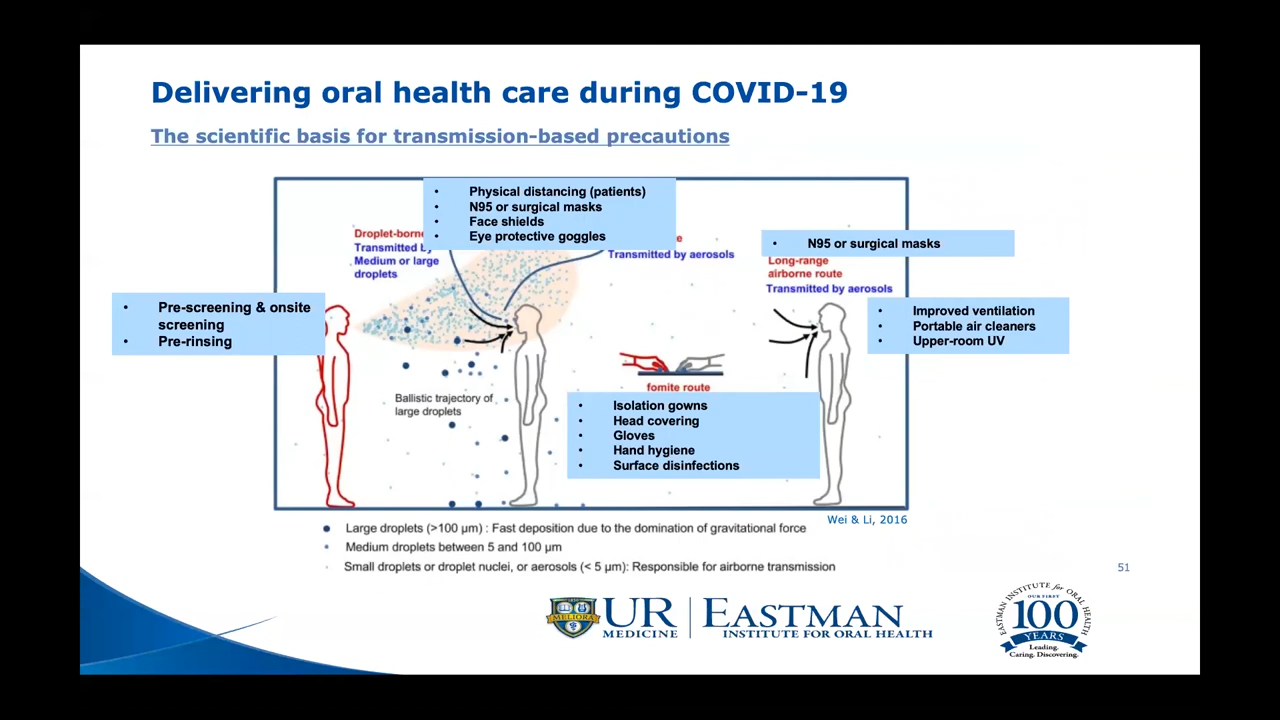 Delivering oral health care during COVID-19
The scientific basis for transmission-based precautions
• Physical distancing (patients)
• N95 or surgical masks
• Face shields
• Eye protective goggles
Droplet-borne
Transmitted by
Medium or large
droplets
Transmitted by aerosols
• N95 or surgical masks
Long-range
airborne route
Transmitted by aerosols
• Pre-screening & onsite
screening
• Pre-rinsing
• Improved ventilation
• Portable air cleaners
• Upper-room UV
Ballistic trajectory of
large droplets
fomite route
• Isolation gowns
• Head covering
• Gloves
• Hand hygiene
• Surface disinfections
Wei & Li, 2016
Large droplets (>100 µm) : Fast deposition due to the domination of gravitational force
Medium droplets between 5 and 100 µm
Small droplets or droplet nuclei, or aerosols (< 5 µm): Responsible for airborne transmission
51
MELIORA
UR
MEDICINE
EASTMAN
INSTITUTE FOR ORAL HEALTH
EASTMAN INSTITUTE for ORAL HEALTH
OUR FIRST
100
YEARS
Leading.
Caring. Discovering.